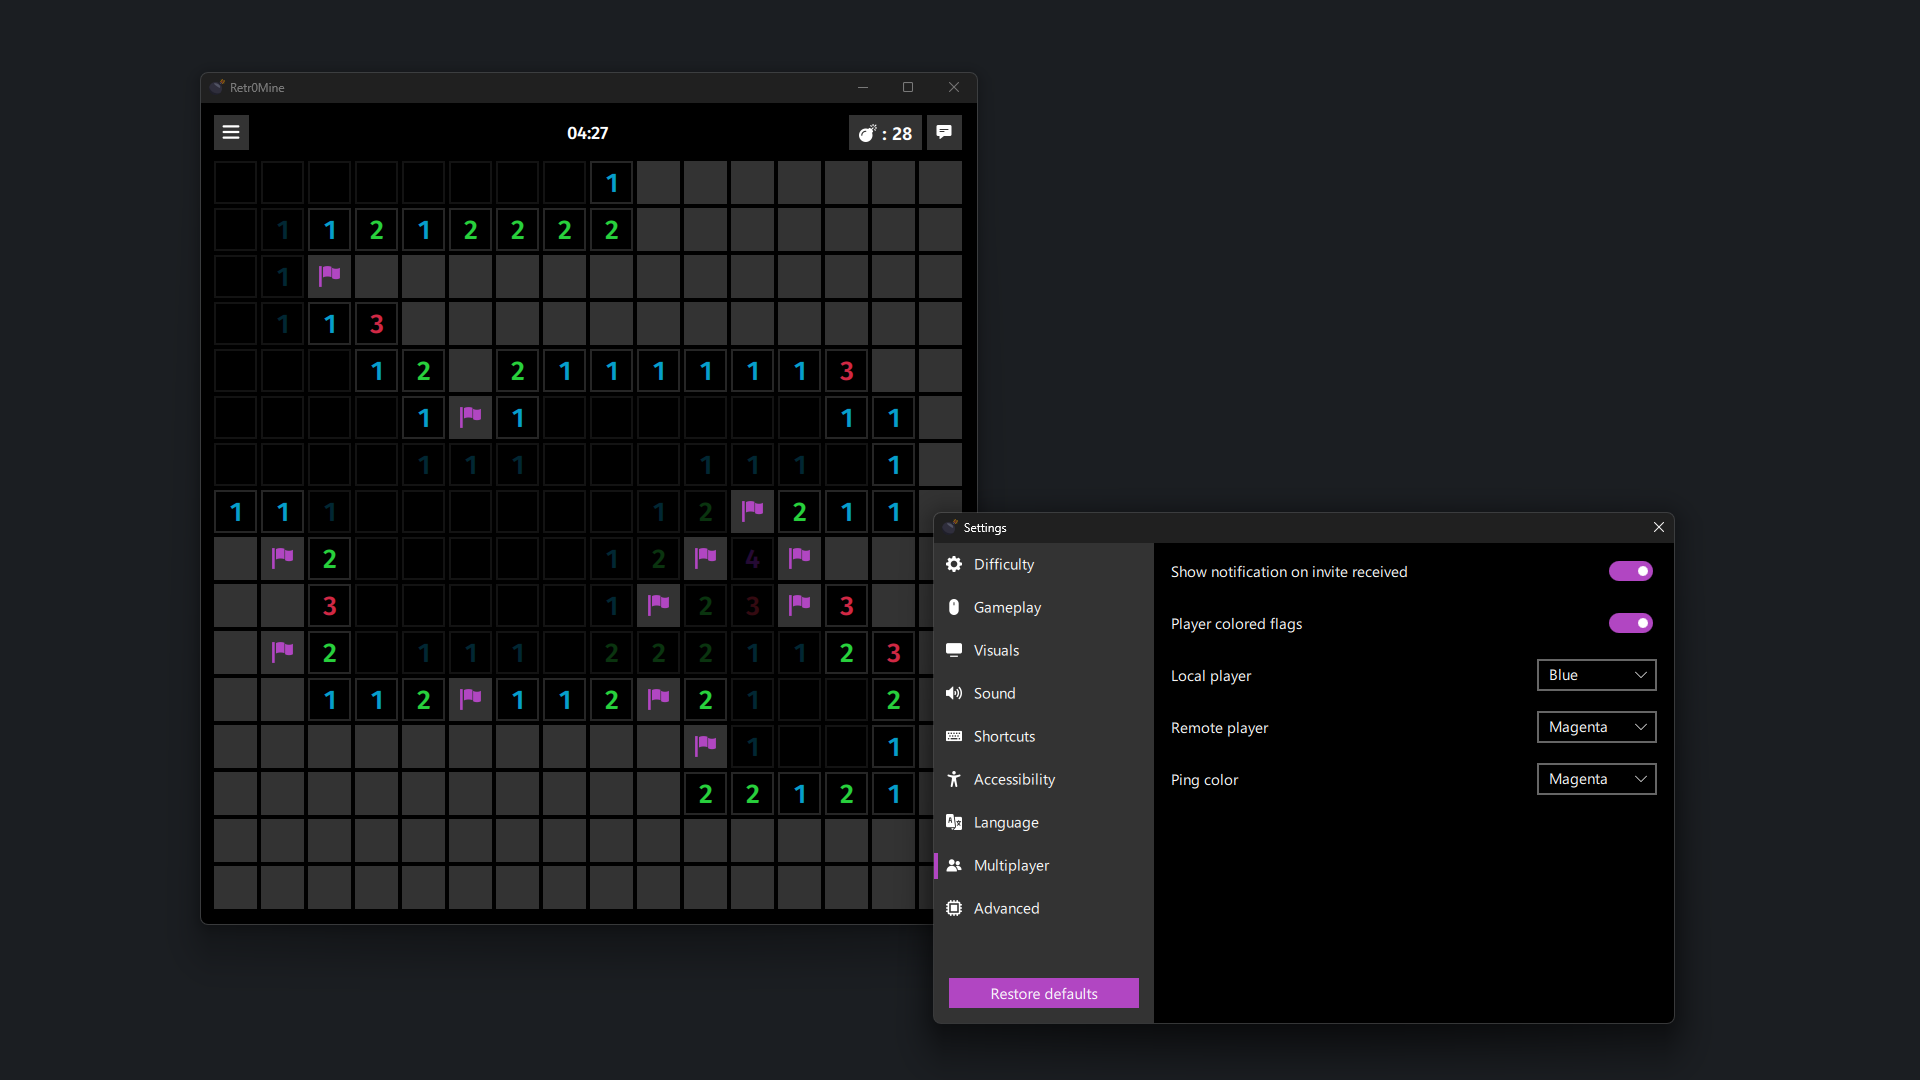 Retr0Mine
04:27
: 28
1
1 1 2 1 2 2 2 2
1
1 1 3
1 2 2 1 1 1 1 1 1 3
1 1 1 1
1 1 1 1 1 1 1
1 1 1 1 2 2 1 1
2 1 2 4
3 1 2 3 3
2 1 1 1 2 2 2 1 1 2 3
1 1 2 1 1 2 2 1 2
1 1
2 2 1 2 1
Settings
Difficulty
Gameplay
Visuals
Sound
Shortcuts
Accessibility
Language
Multiplayer
Advanced
Restore defaults
Show notification on invite received
Player colored flags
Local player Blue
Remote player Magenta
Ping color Magenta